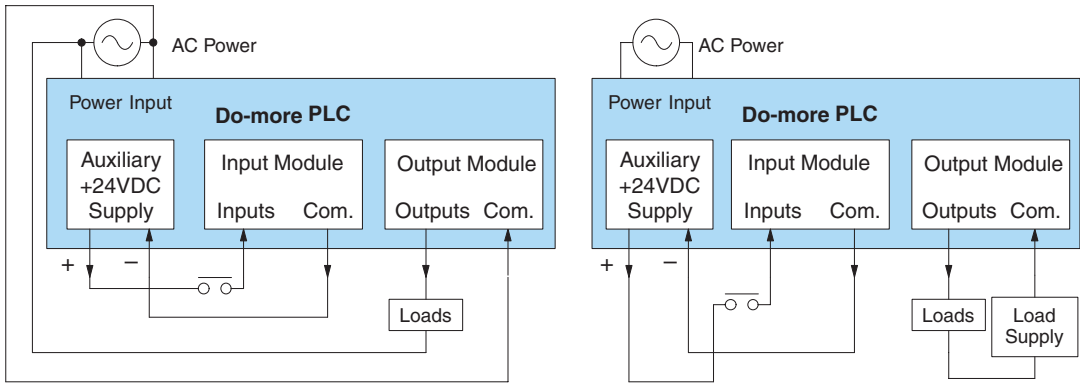 AC Power
Power Input
Do-more PLC
Auxiliary
+24VDC
Supply
Input Module
Inputs Com.
Output Module
Outputs Com.
+ −
Loads
AC Power
Power Input
Do-more PLC
Auxiliary
+24VDC
Supply
Input Module
Inputs Com.
Output Module
Outputs Com.
+ −
Loads
Load
Supply